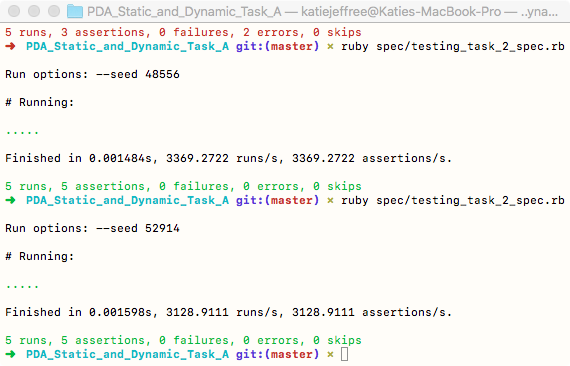 PDA_Static_and_Dynamic_Task_A — katiejeffree@Katies-MacBook-Pro — ..yna...
5 runs, 3 assertions, 0 failures, 2 errors, 0 skips
➜ PDA_Static_and_Dynamic_Task_A git:(master) × ruby spec/testing_task_2_spec.rb
Run options: --seed 48556
# Running:
.....
Finished in 0.001484s, 3369.2722 runs/s, 3369.2722 assertions/s.
5 runs, 5 assertions, 0 failures, 0 errors, 0 skips
➜ PDA_Static_and_Dynamic_Task_A git:(master) × ruby spec/testing_task_2_spec.rb
Run options: --seed 52914
# Running:
.....
Finished in 0.001598s, 3128.9111 runs/s, 3128.9111 assertions/s.
5 runs, 5 assertions, 0 failures, 0 errors, 0 skips
➜ PDA_Static_and_Dynamic_Task_A git:(master) ×